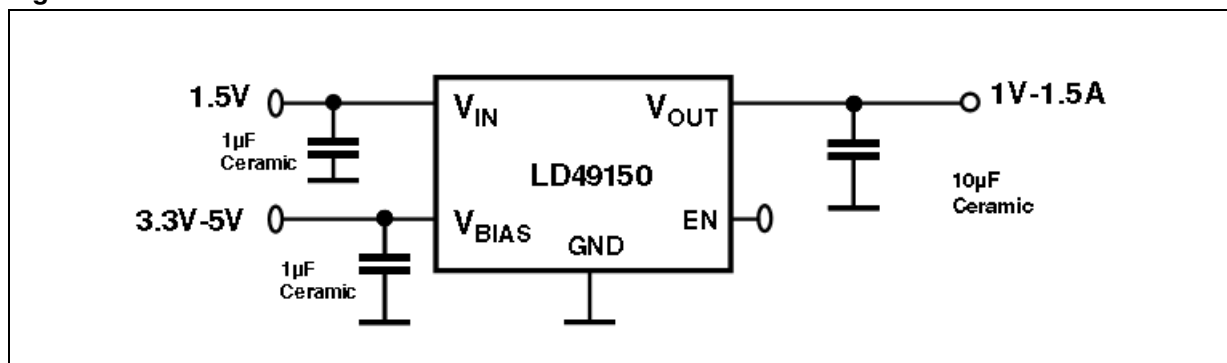 1.5V
1µF
Ceramic
3.3V-5V
1µF
Ceramic
VIN
VBIAS
LD49150
GND
VOUT
EN
1V-1.5A
10µF
Ceramic